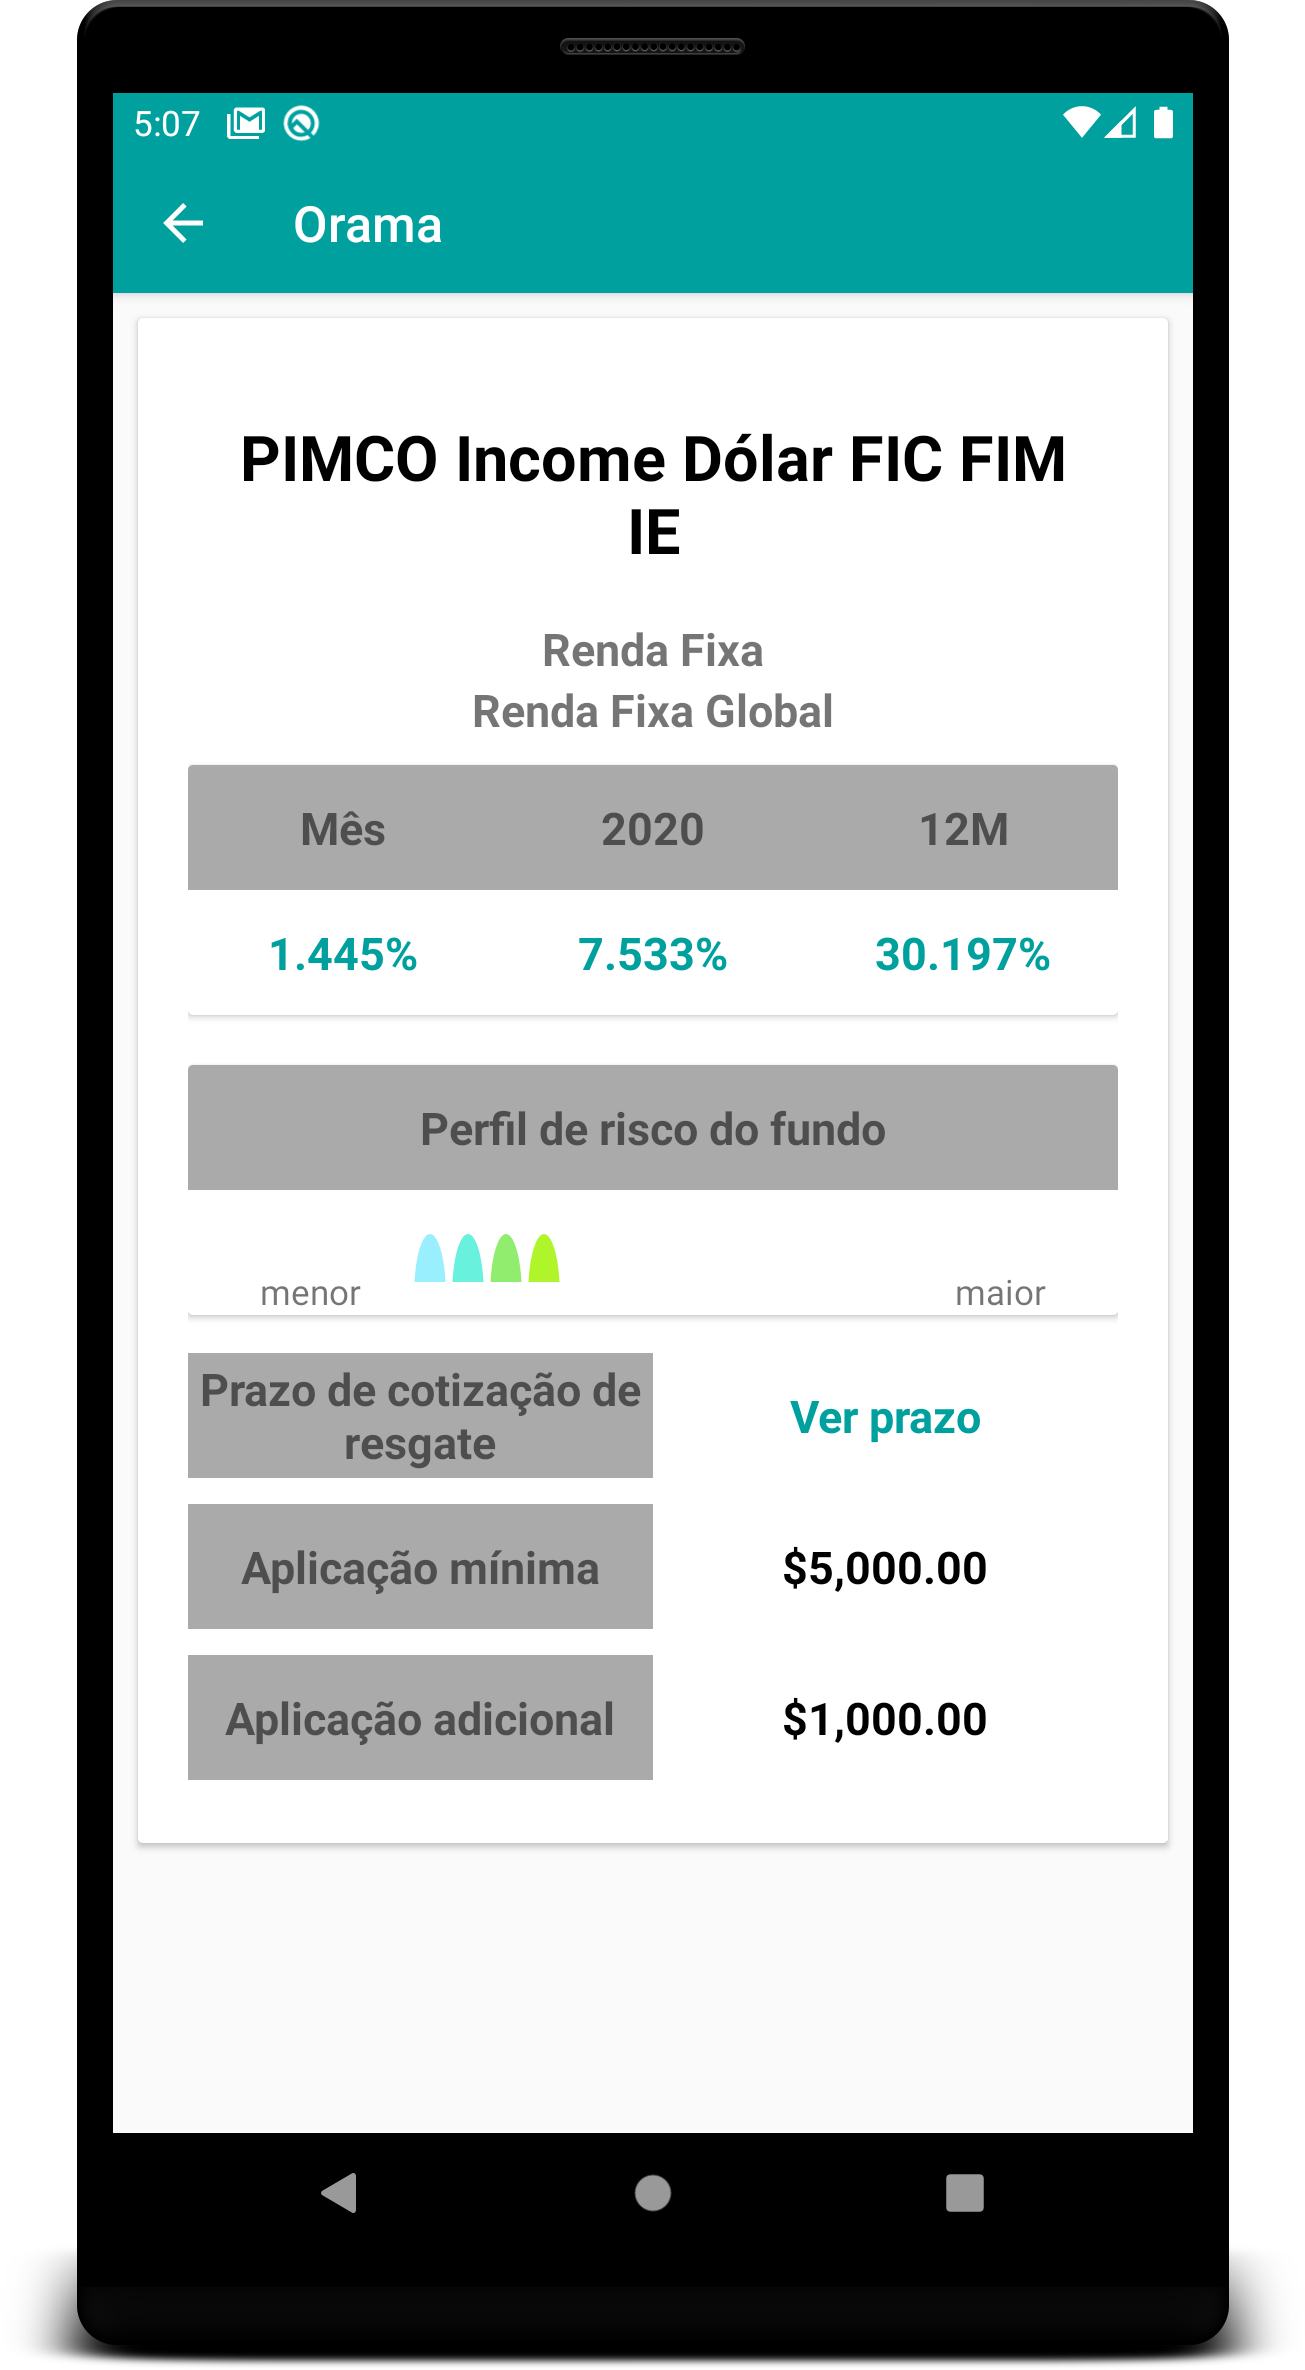 5:07
Orama
PIMCO Income Dólar FIC FIM
IE
Renda Fixa
Renda Fixa Global
Mês 2020 12M
1.445% 7.533% 30.197%
Perfil de risco do fundo
menor maior
Prazo de cotização de
resgate
Ver prazo
Aplicação mínima $5,000.00
Aplicação adicional $1,000.00